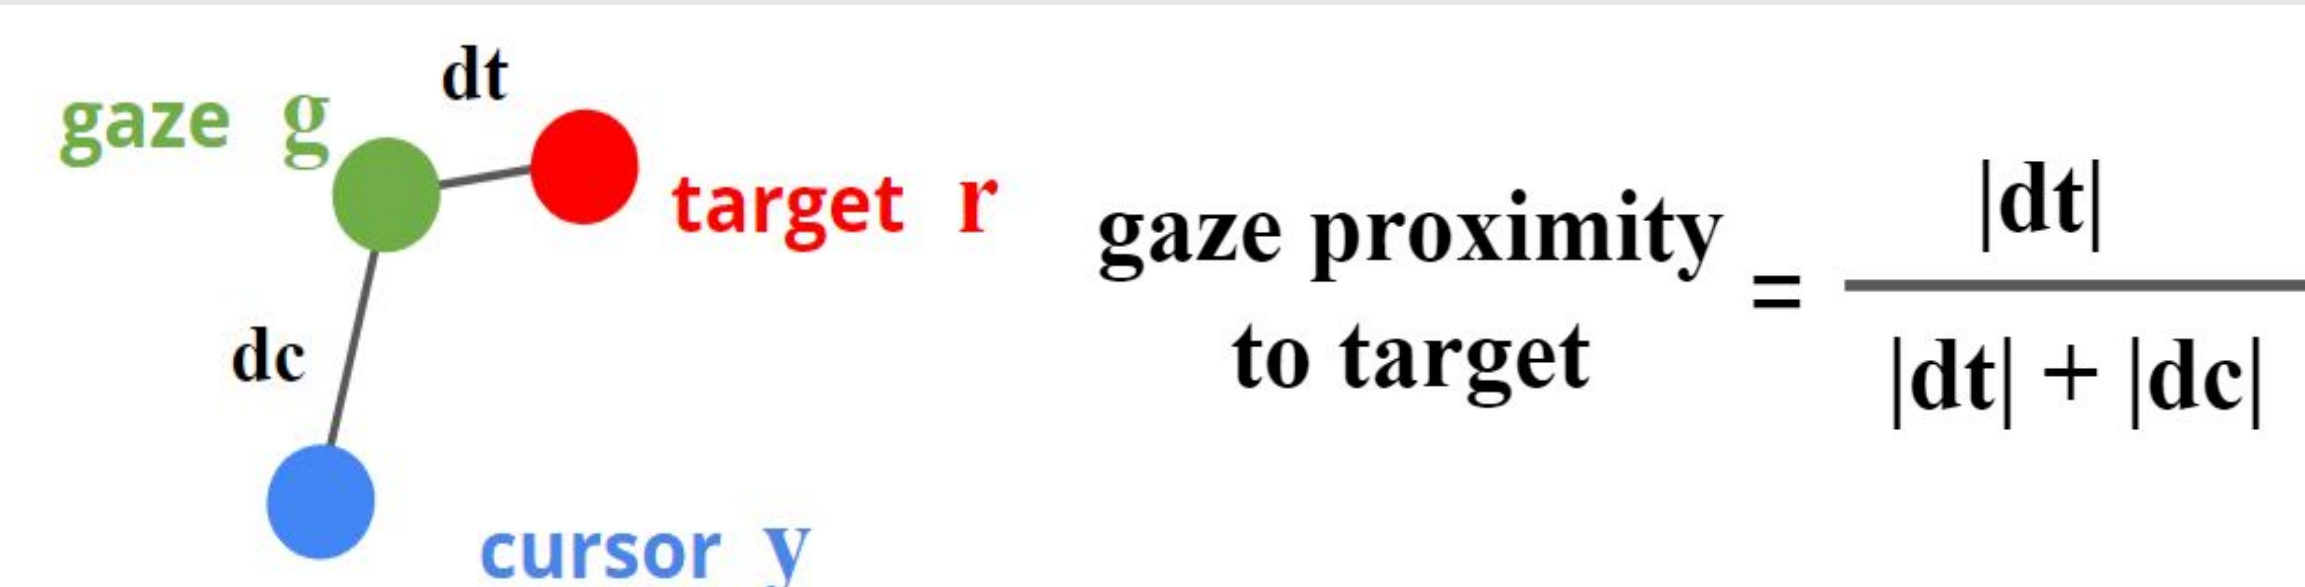 dt
gaze g
target r
dc
cursor y
gaze proximity
to target
=
|dt|
|dt| + |dc|